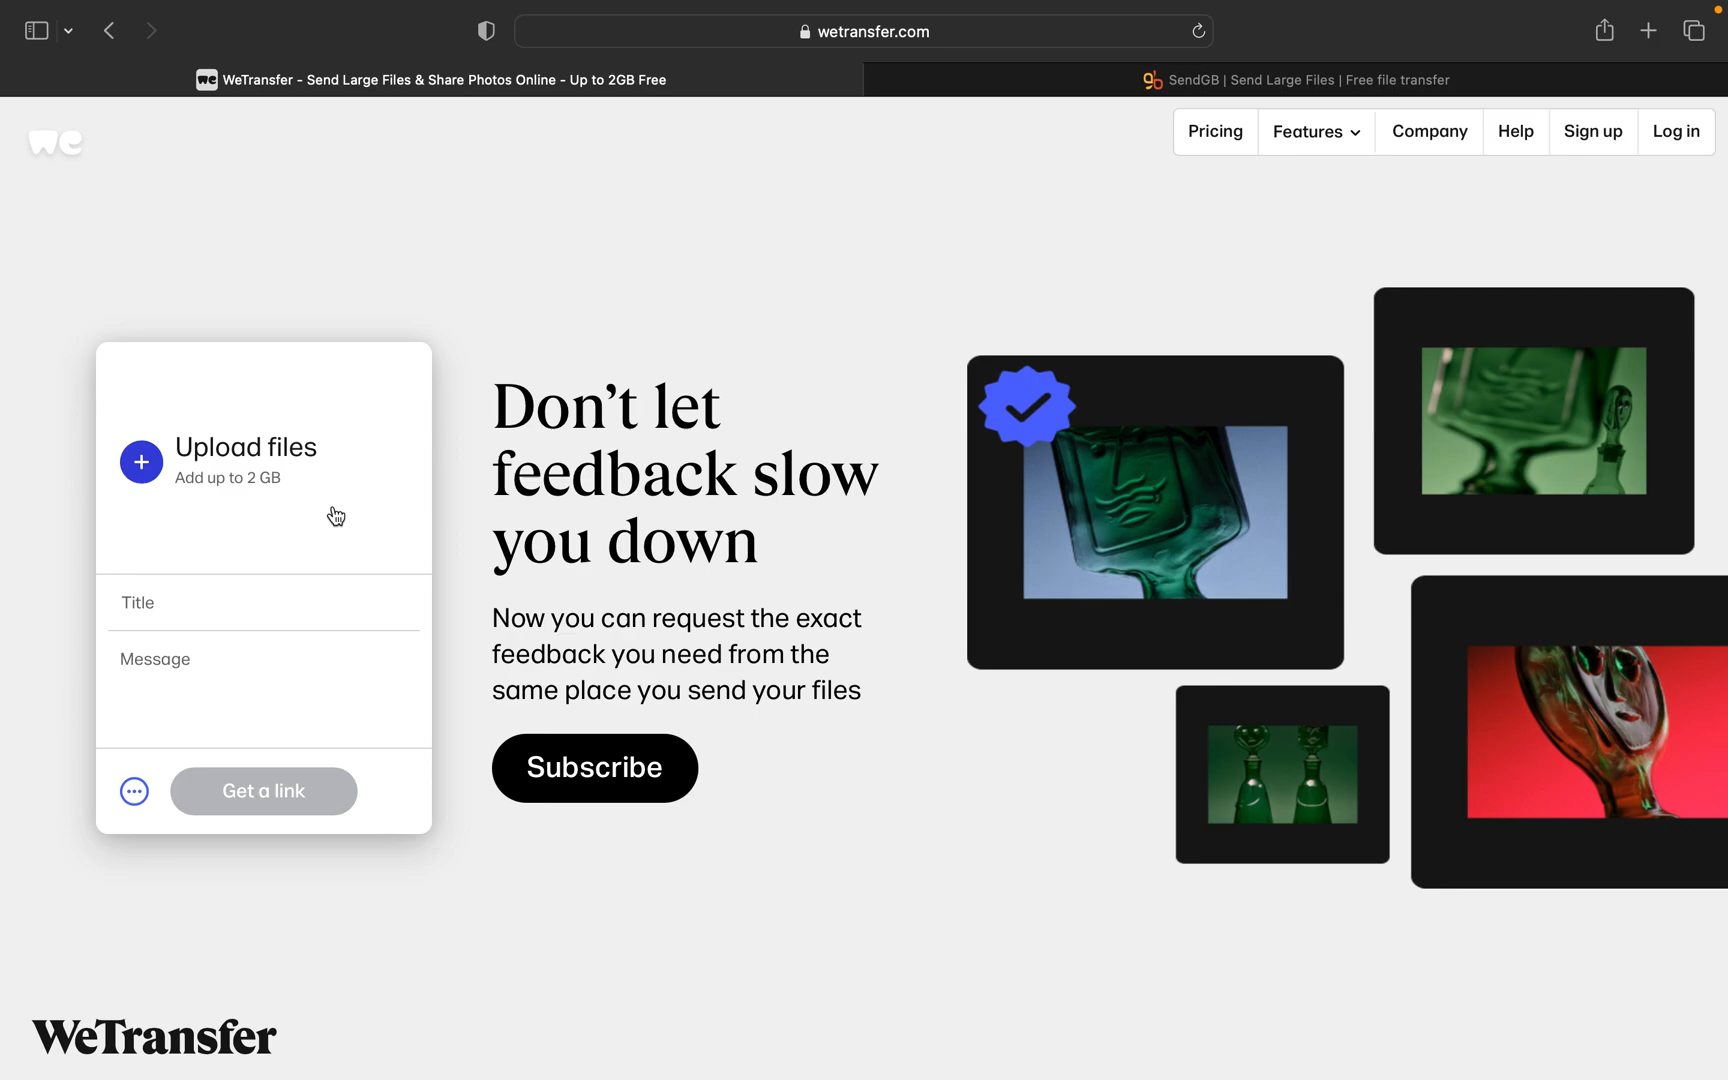 wetransfer.com
we WeTransfer - Send Large Files & Share Photos Online - Up to 2GB Free
gb SendGB | Send Large Files | Free file transfer
we
Pricing Features Company Help Sign up Log in
Upload files
Add up to 2 GB
Title
Message
Get a link
Don’t let
feedback slow
you down
Now you can request the exact
feedback you need from the
same place you send your files
Subscribe
WeTransfer